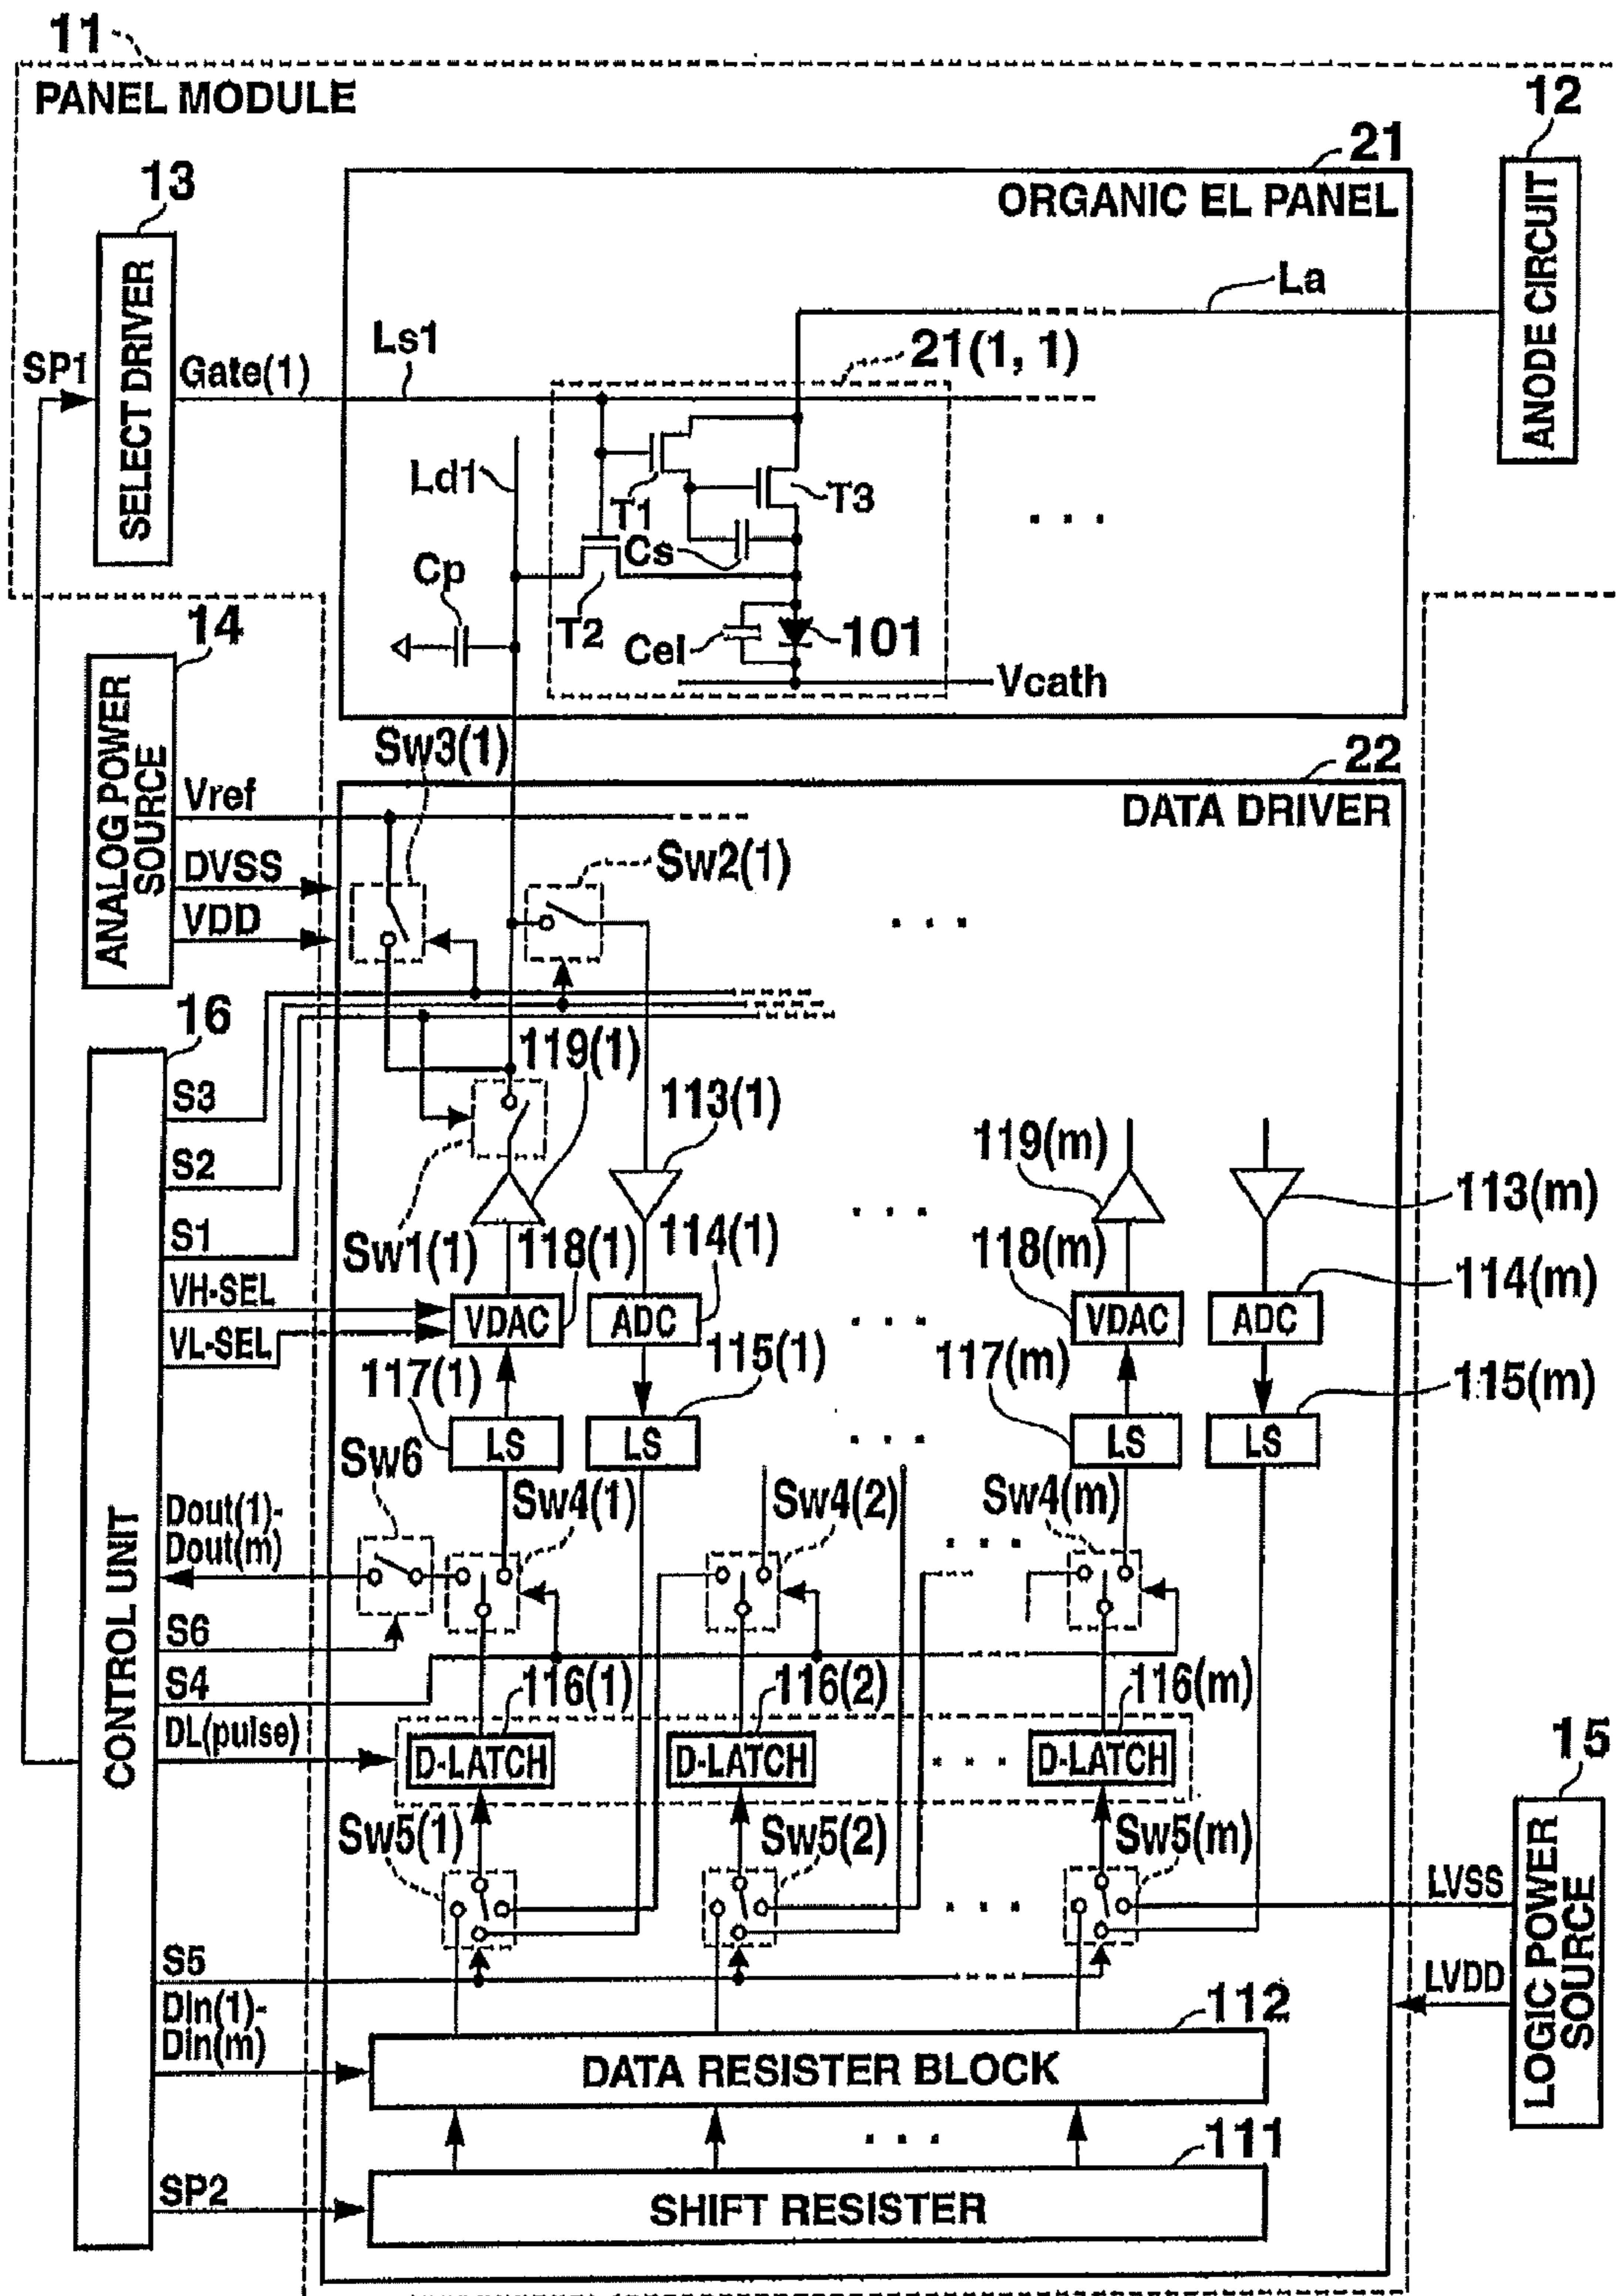 11
PANEL MODULE
12
ANODE CIRCUIT
13
SELECT DRIVER
21
ORGANIC EL PANEL
La
SP1
Gate(1)
Ls1
21(1, 1)
Ld1
T1
T3
Cs
Cp
T2
Cel
101
Vcath
14
ANALOG POWER
SOURCE
Sw3(1)
22
DATA DRIVER
Vref
DVSS
VDD
Sw2(1)
. . .
16
CONTROL UNIT
119(1)
S3
113(1)
119(m)
S2
113(m)
S1
Sw1(1)
118(1)
114(1)
118(m)
114(m)
VH-SEL
VL-SEL
VDAC
ADC
VDAC
ADC
117(1)
115(1)
117(m)
115(m)
LS
LS
LS
LS
Sw6
Sw4(1)
Sw4(2)
Sw4(m)
Dout(1)-
Dout(m)
S6
S4
116(1)
116(2)
116(m)
DL(pulse)
D-LATCH
D-LATCH
D-LATCH
15
LOGIC POWER
SOURCE
Sw5(1)
Sw5(2)
Sw5(m)
LVSS
LVDD
S5
Din(1)-
Din(m)
112
DATA RESISTER BLOCK
111
SP2
SHIFT RESISTER